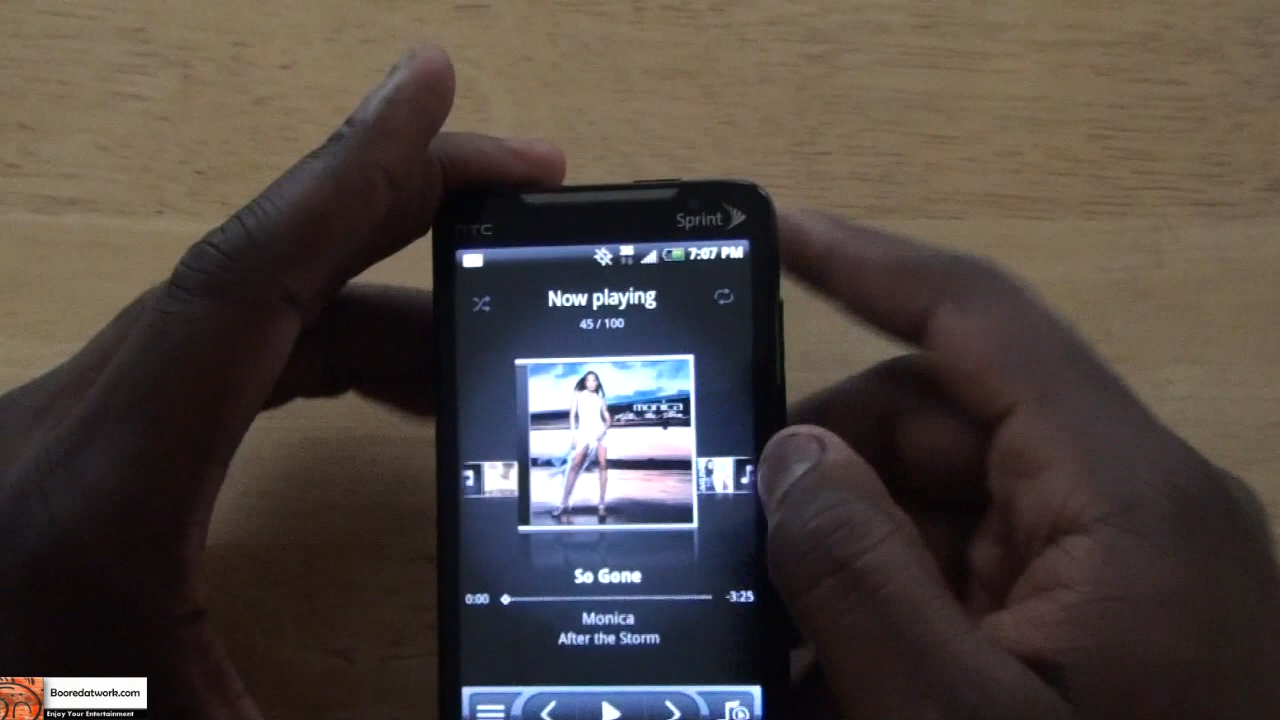 hTC
Sprint
7:07 PM
Now playing
45 / 100
monica
So Gone
0:00
-3:25
Monica
After the Storm
Booredatwork.com
Enjoy Your Entertainment